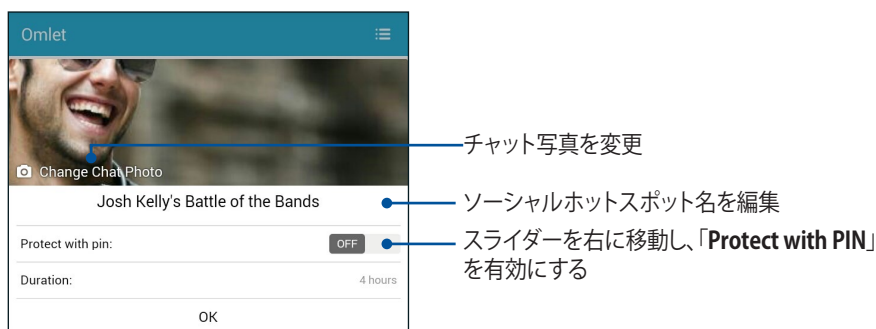 Omlet
Change Chat Photo
チャット写真を変更
Josh Kelly's Battle of the Bands
ソーシャルホットスポット名を編集
Protect with pin:
OFF
スライダーを右に移動し、「Protect with PIN」
を有効にする
Duration:
4 hours
OK